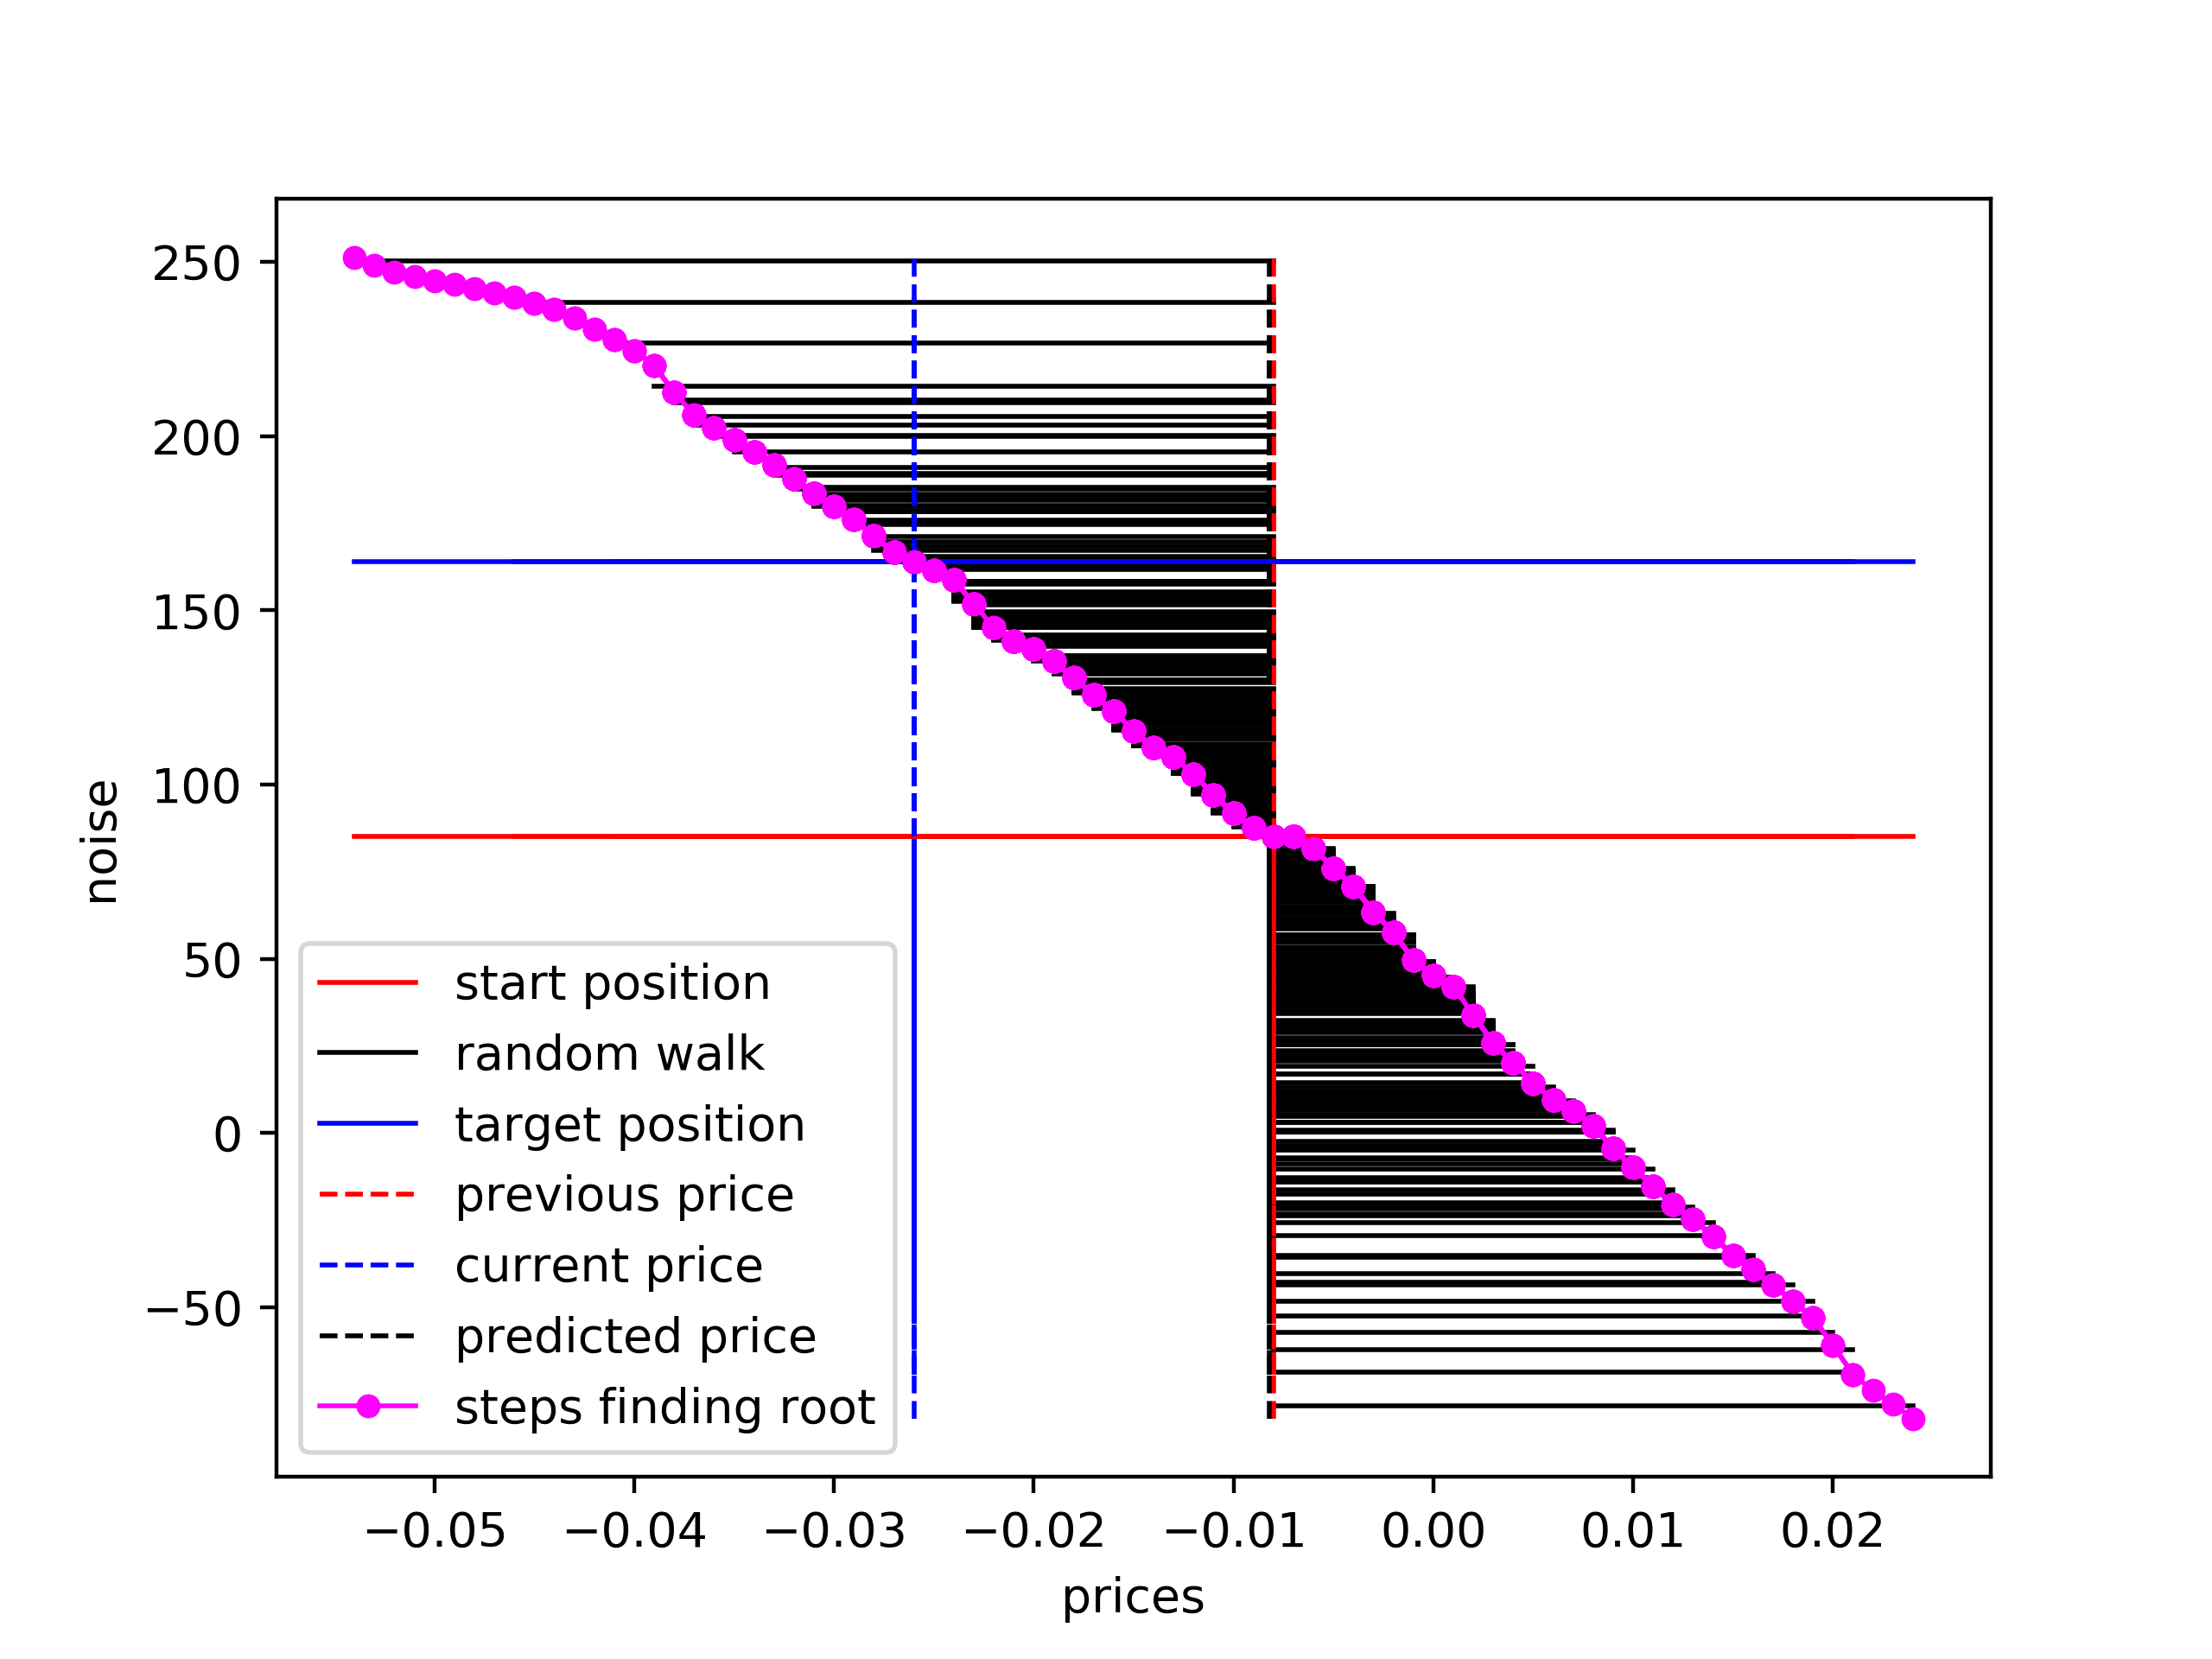 250
200
150
100
50
0
−50
noise
start position
random walk
target position
previous price
current price
predicted price
steps finding root
−0.05 −0.04 −0.03 −0.02 −0.01 0.00 0.01 0.02
prices